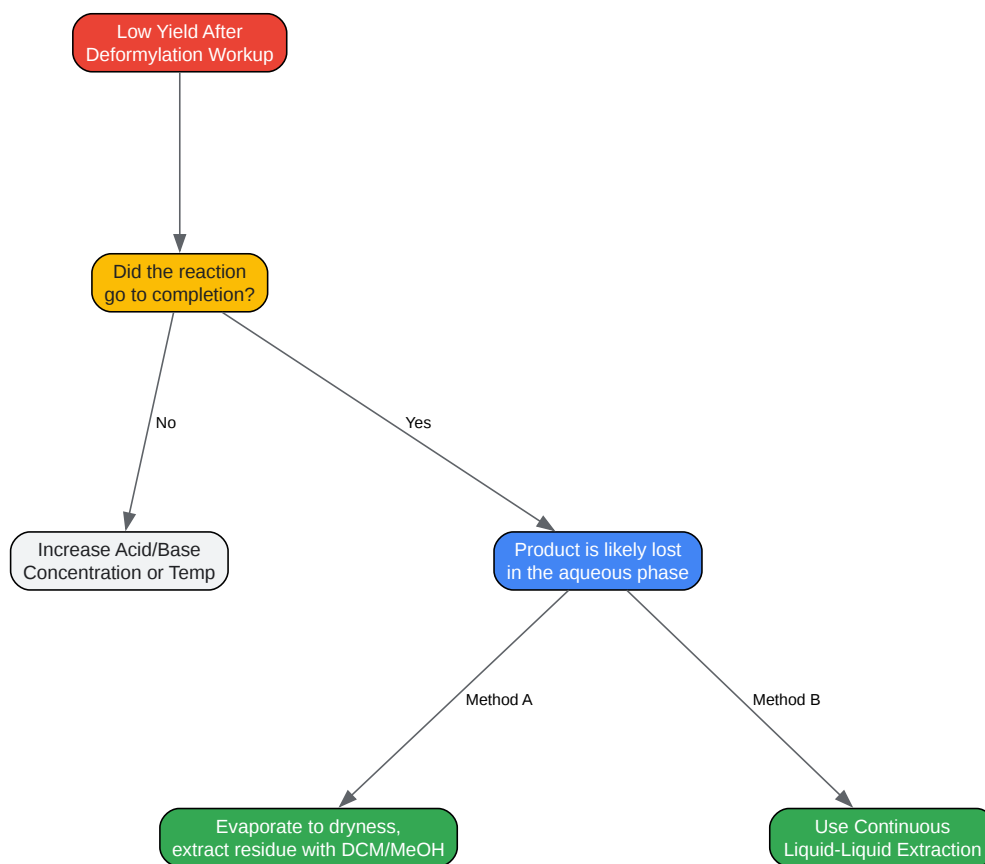 Low Yield After
Deformylation Workup
Did the reaction
go to completion?
No
Yes
Increase Acid/Base
Concentration or Temp
Product is likely lost
in the aqueous phase
Method A
Method B
Evaporate to dryness,
extract residue with DCM/MeOH
Use Continuous
Liquid-Liquid Extraction